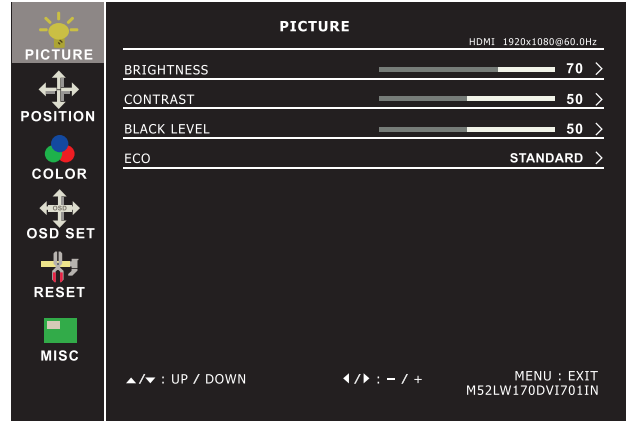 PICTURE
HDMI 1920x1080@60.0Hz
PICTURE
POSITION
COLOR
OSD
OSD SET
RESET
MISC
BRIGHTNESS 70
CONTRAST 50
BLACK LEVEL 50
ECO STANDARD
▲/▼ : UP / DOWN ◀/▶ : – / + MENU : EXIT
M52LW170DVI701IN